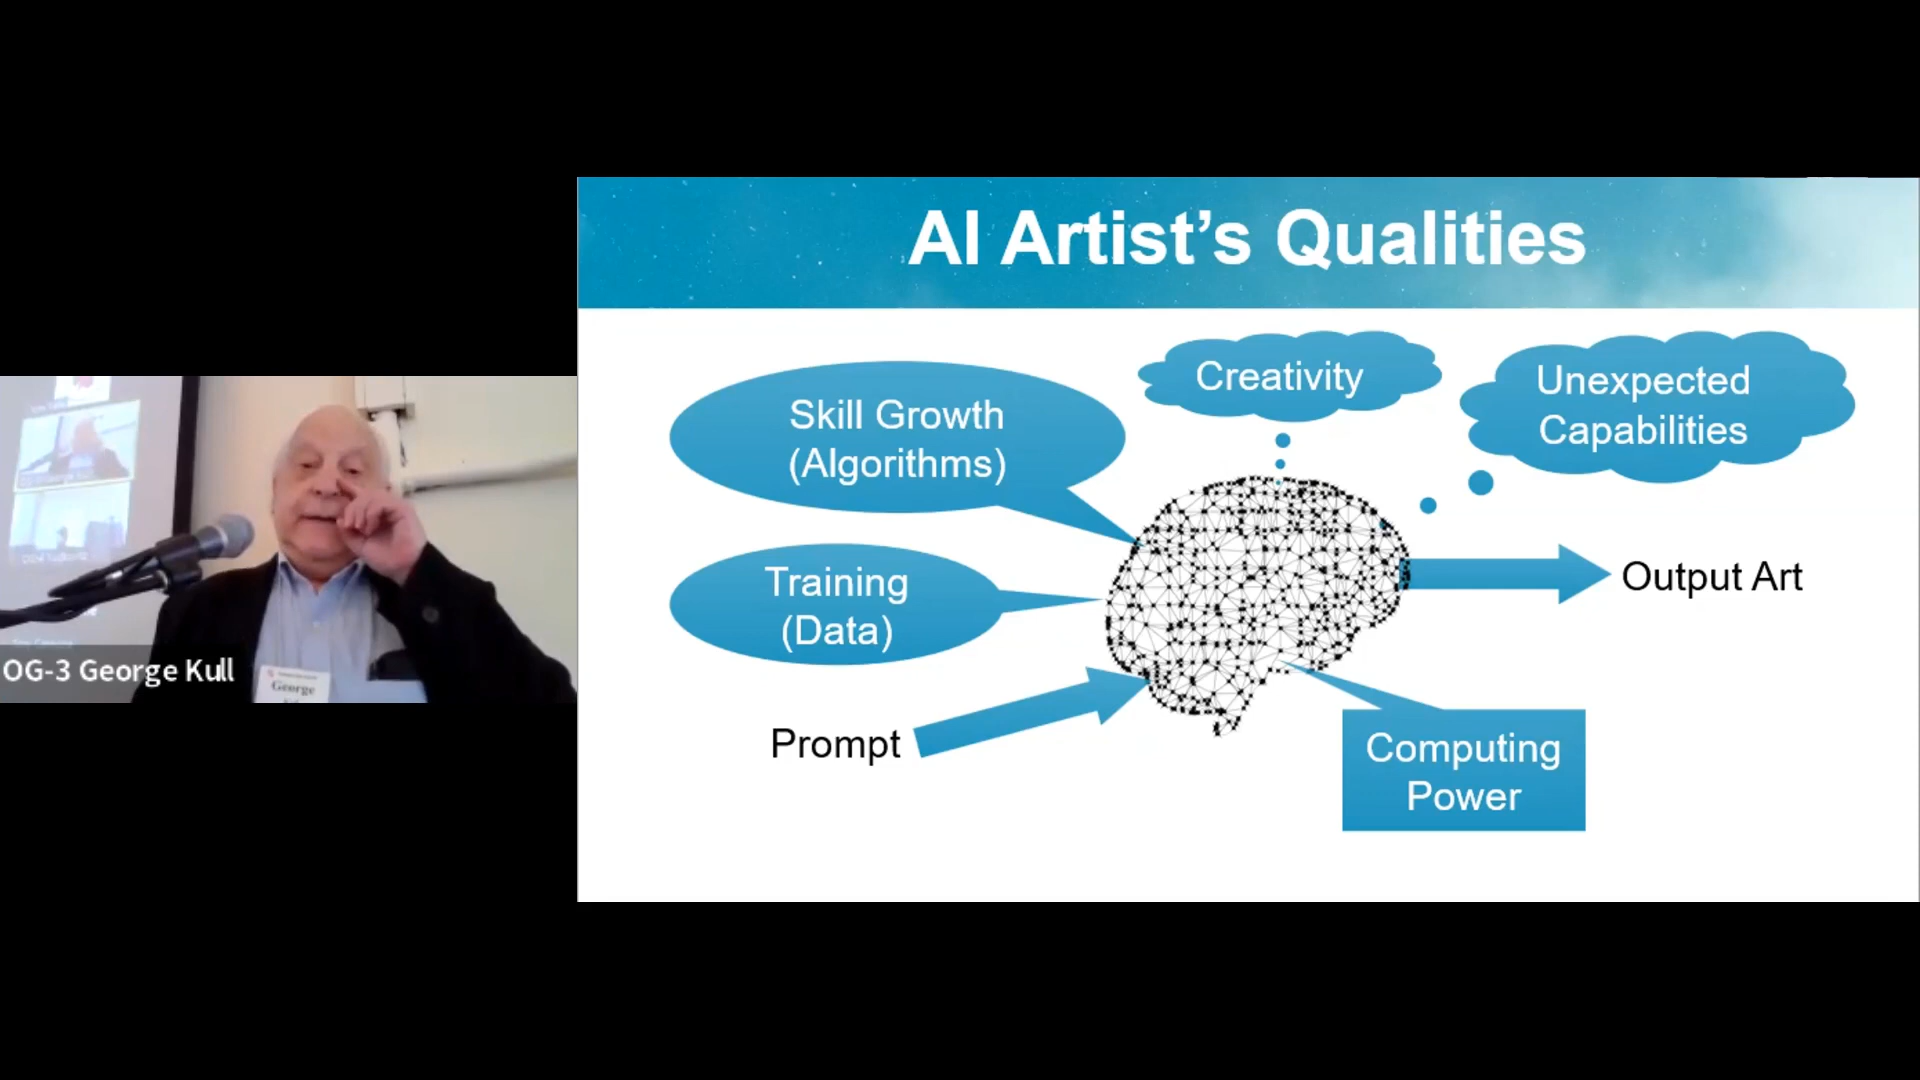 AI Artist’s Qualities
Skill Growth
(Algorithms)
Creativity
Unexpected
Capabilities
Training
(Data)
Output Art
Prompt
Computing
Power
OG-3 George Kull
George